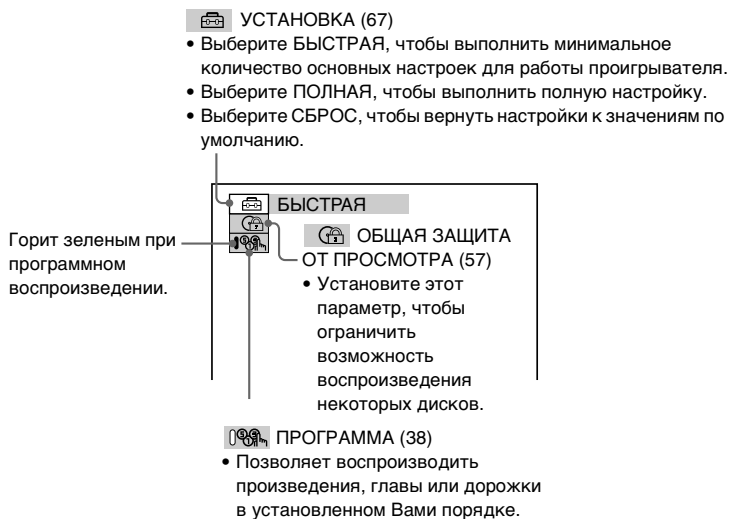 УСТАНОВКА (67)
• Выберите БЫСТРАЯ, чтобы выполнить минимальное
количество основных настроек для работы проигрывателя.
• Выберите ПОЛНАЯ, чтобы выполнить полную настройку.
• Выберите СБРОС, чтобы вернуть настройки к значениям по
умолчанию.
БЫСТРАЯ
Горит зеленым при
программном
воспроизведении.
ОБЩАЯ ЗАЩИТА
ОТ ПРОСМОТРА (57)
• Установите этот
параметр, чтобы
ограничить
возможность
воспроизведения
некоторых дисков.
ПРОГРАММА (38)
• Позволяет воспроизводить
произведения, главы или дорожки
в установленном Вами порядке.